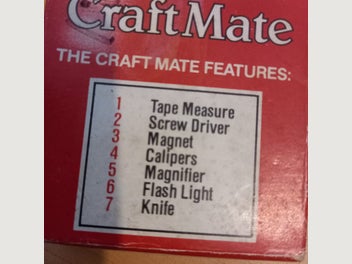 CraftMate
THE CRAFT MATE FEATURES:
1 Tape Measure
2 Screw Driver
3 Magnet
4 Calipers
5 Magnifier
6 Flash Light
7 Knife